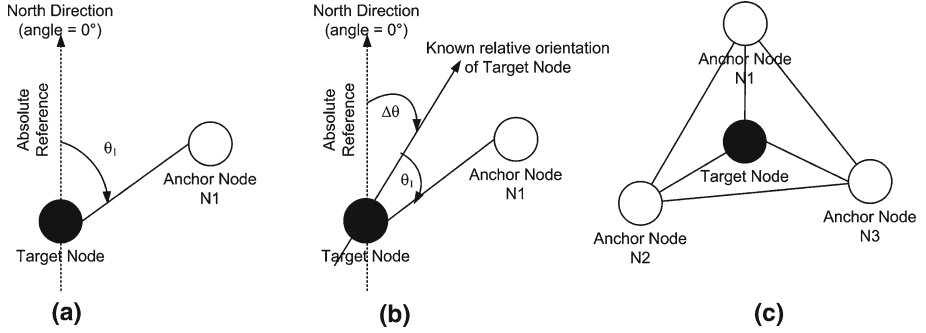 North Direction
(angle = 0°)
Absolute
Reference
θ1
Anchor Node
N1
Target Node
(a)
North Direction
(angle = 0°)
Known relative orientation
of Target Node
Absolute
Reference
Δθ
θ1
Anchor Node
N1
Target Node
(b)
Anchor Node
N1
Target Node
Anchor Node
N2
Anchor Node
N3
(c)